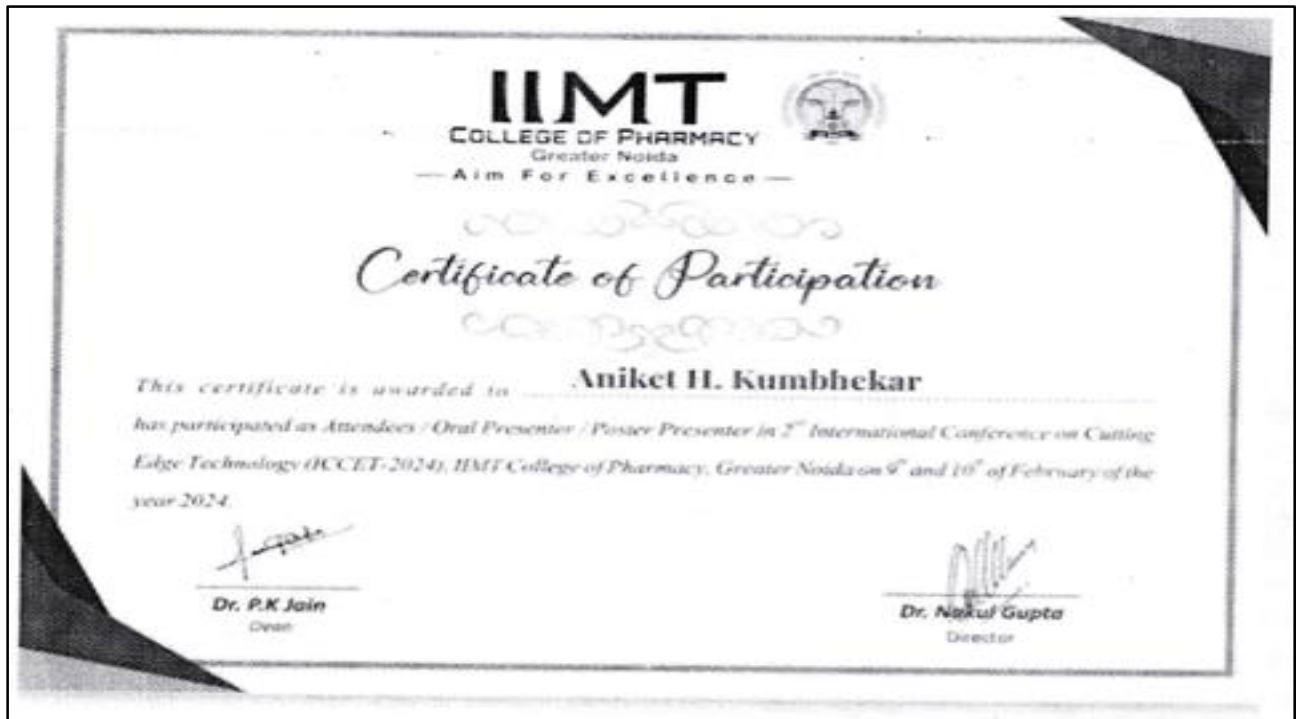 IIMT
COLLEGE OF PHARMACY
Greater Noida
— Aim For Excellence —
Certificate of Participation
This certificate is awarded to Aniket H. Kumbhekar
has participated as Attendees / Oral Presenter / Poster Presenter in 2nd International Conference on Cutting
Edge Technology (ICCET-2024), IIMT College of Pharmacy, Greater Noida on 9th and 10th of February of the
year 2024.
Dr. P.K Jain
Dean
Dr. Nakul Gupta
Director